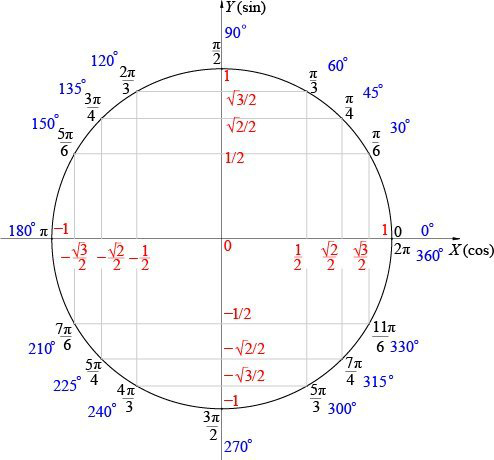 Y(sin)
90°
π/2
120°
2π/3
1
π/3
60°
135°
3π/4
√3/2
π/4
45°
150°
5π/6
√2/2
π/6
30°
1/2
180° π
−1
1
0
0°
−√3/2
−√2/2
−1/2
0
1/2
√2/2
√3/2
2π
360°
X(cos)
7π/6
210°
−1/2
11π/6
330°
5π/4
225°
−√2/2
7π/4
315°
4π/3
240°
−√3/2
5π/3
300°
−1
3π/2
270°